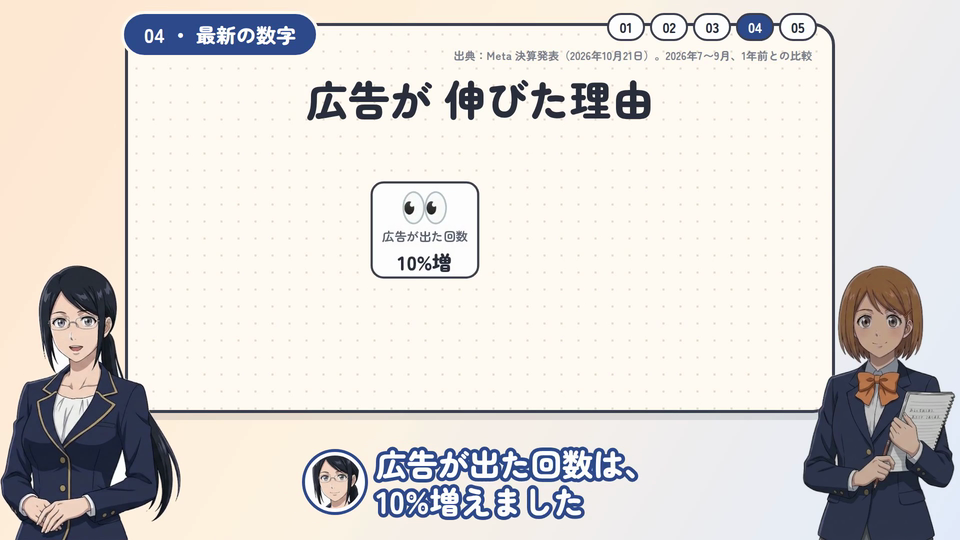 04 ・ 最新の数字
01 02 03 04 05
出典：Meta 決算発表（2026年10月21日）。2026年7〜9月、1年前との比較
広告が 伸びた理由
広告が出た回数
10%増
広告が出た回数は、
10%増えました